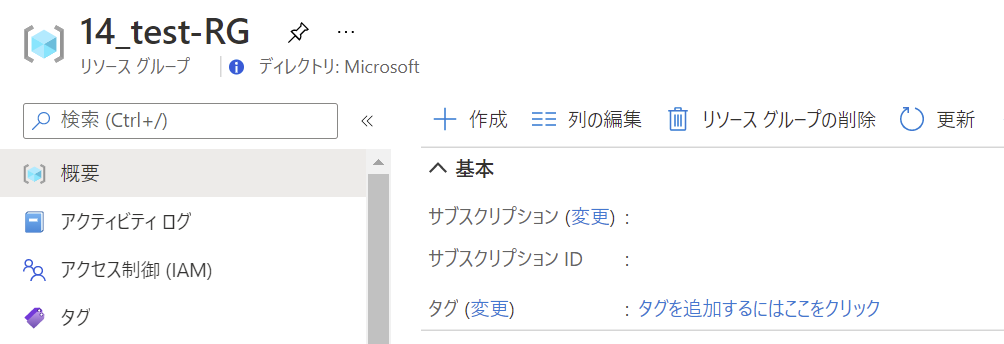 14_test-RG
リソース グループ ディレクトリ: Microsoft
検索 (Ctrl+/)
作成 列の編集 リソース グループの削除 更新
概要
アクティビティ ログ
アクセス制御 (IAM)
タグ
基本
サブスクリプション (変更) :
サブスクリプション ID :
タグ (変更) : タグを追加するにはここをクリック